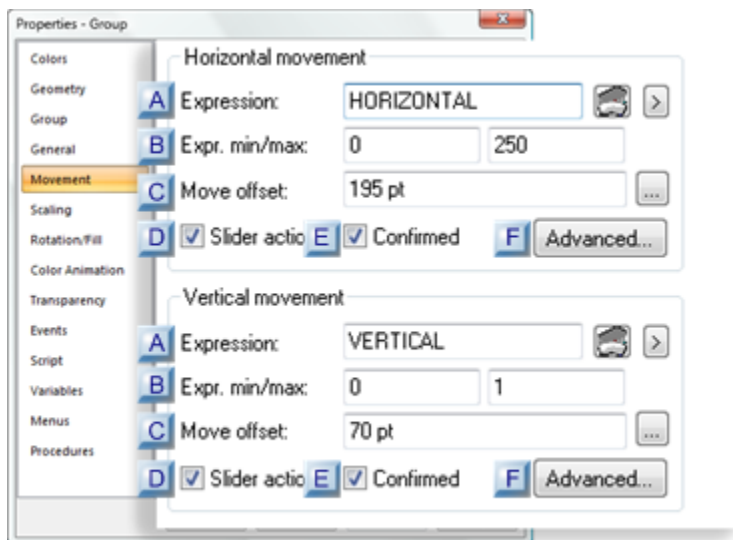 Properties - Group
Colors
Geometry
Group
General
Movement
Scaling
Rotation/Fill
Color Animation
Transparency
Events
Script
Variables
Menus
Procedures
Horizontal movement
A Expression: HORIZONTAL >
B Expr. min/max: 0 250
C Move offset: 195 pt ...
D Slider actio E Confirmed F Advanced...
Vertical movement
A Expression: VERTICAL >
B Expr. min/max: 0 1
C Move offset: 70 pt ...
D Slider actio E Confirmed F Advanced...